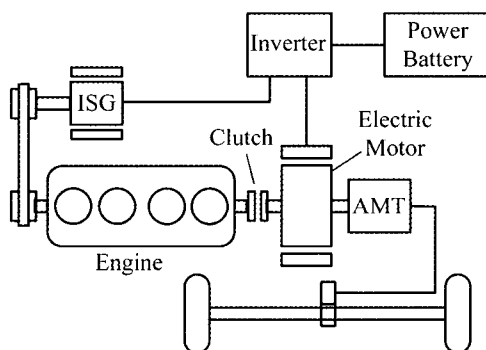 Inverter
Power
Battery
ISG
Electric
Motor
Clutch
AMT
Engine